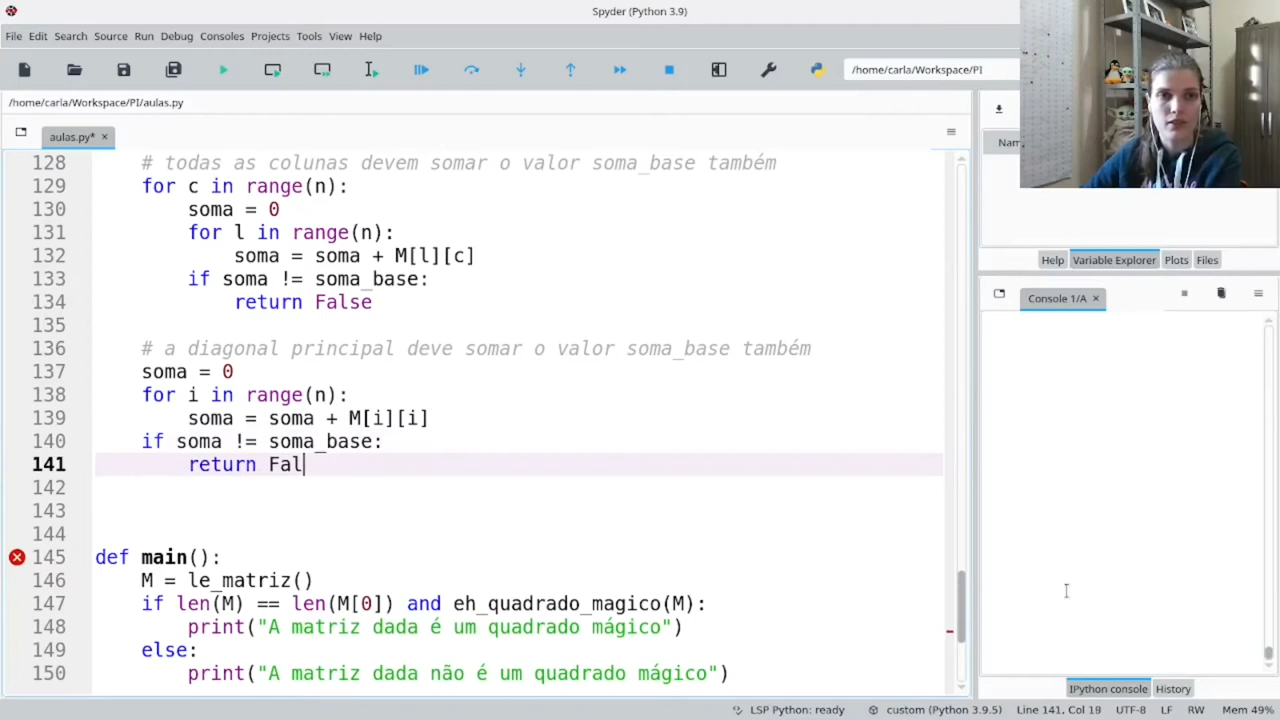 Spyder (Python 3.9)
File Edit Search Source Run Debug Consoles Projects Tools View Help
/home/carla/Workspace/PI
/home/carla/Workspace/PI/aulas.py
aulas.py*
128 # todas as colunas devem somar o valor soma_base também
129 for c in range(n):
130 soma = 0
131 for l in range(n):
132 soma = soma + M[l][c]
133 if soma != soma_base:
134 return False
135
136 # a diagonal principal deve somar o valor soma_base também
137 soma = 0
138 for i in range(n):
139 soma = soma + M[i][i]
140 if soma != soma_base:
141 return Fal
142
143
144
145 def main():
146 M = le_matriz()
147 if len(M) == len(M[0]) and eh_quadrado_magico(M):
148 print("A matriz dada é um quadrado mágico")
149 else:
150 print("A matriz dada não é um quadrado mágico")
Nam
Help Variable Explorer Plots Files
Console 1/A
IPython console History
LSP Python: ready custom (Python 3.9.5) Line 141, Col 18 UTF-8 LF RW Mem 49%